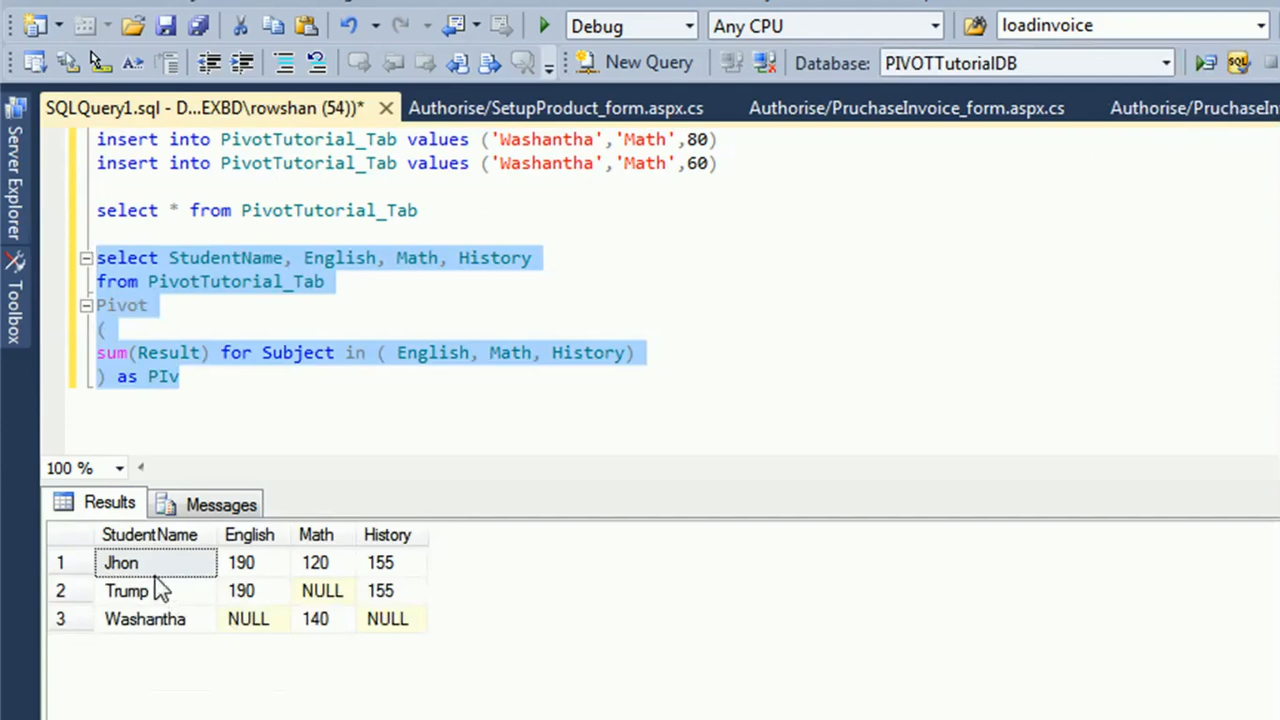 Debug Any CPU loadinvoice
A New Query Database: PIVOTTutorialDB SQL
SQLQuery1.sql - D...EXBD\rowshan (54))* Authorise/SetupProduct_form.aspx.cs Authorise/PruchaseInvoice_form.aspx.cs Authorise/PruchaseIn
Server Explorer
Toolbox
insert into PivotTutorial_Tab values ('Washantha','Math',80)
insert into PivotTutorial_Tab values ('Washantha','Math',60)
select * from PivotTutorial_Tab
select StudentName, English, Math, History
from PivotTutorial_Tab
Pivot
(
sum(Result) for Subject in ( English, Math, History)
) as PIv
100 %
Results Messages
StudentName English Math History
1 Jhon 190 120 155
2 Trump 190 NULL 155
3 Washantha NULL 140 NULL